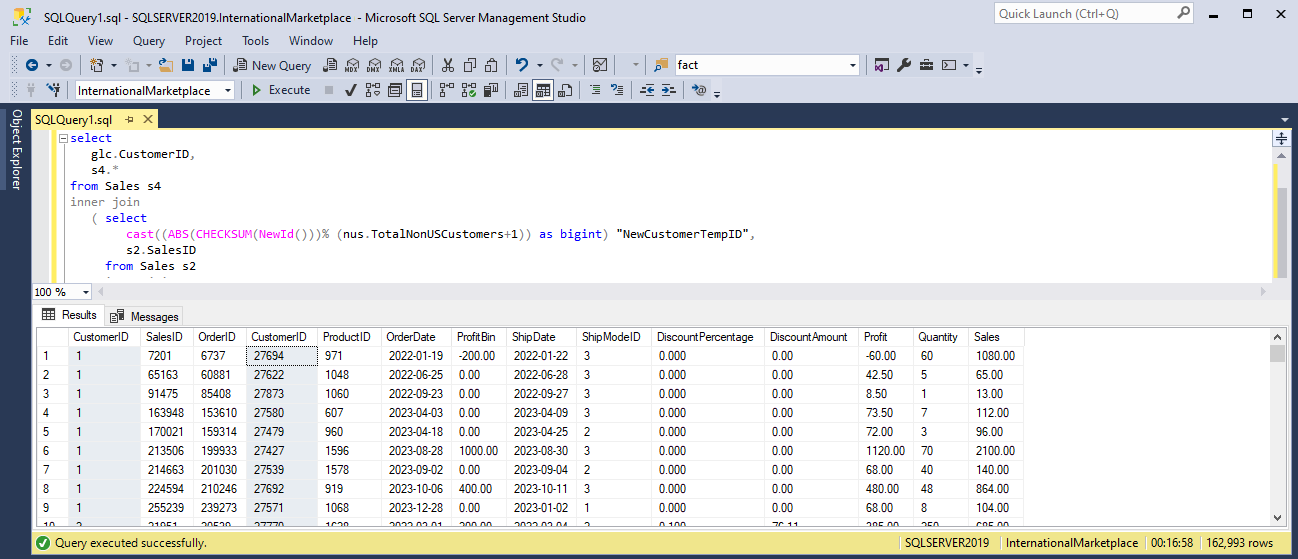 SQLQuery1.sql - SQLSERVER2019.InternationalMarketplace - Microsoft SQL Server Management Studio
Quick Launch (Ctrl+Q)
File Edit View Query Project Tools Window Help
New Query MDX DMX XMLA DAX fact
InternationalMarketplace Execute
Object Explorer
SQLQuery1.sql
select
glc.CustomerID,
s4.*
from Sales s4
inner join
( select
cast((ABS(CHECKSUM(NewId()))% (nus.TotalNonUSCustomers+1)) as bigint) "NewCustomerTempID",
s2.SalesID
from Sales s2
100 %
Results Messages
CustomerID SalesID OrderID CustomerID ProductID OrderDate ProfitBin ShipDate ShipModeID DiscountPercentage DiscountAmount Profit Quantity Sales
1 1 7201 6737 27694 971 2022-01-19 -200.00 2022-01-22 3 0.000 0.00 -60.00 60 1080.00
2 1 65163 60881 27622 1048 2022-06-25 0.00 2022-06-28 3 0.000 0.00 42.50 5 65.00
3 1 91475 85408 27873 1060 2022-09-23 0.00 2022-09-27 3 0.000 0.00 8.50 1 13.00
4 1 163948 153610 27580 607 2023-04-03 0.00 2023-04-09 3 0.000 0.00 73.50 7 112.00
5 1 170021 159314 27479 960 2023-04-18 0.00 2023-04-25 2 0.000 0.00 72.00 3 96.00
6 1 213506 199933 27427 1596 2023-08-28 1000.00 2023-08-30 3 0.000 0.00 1120.00 70 2100.00
7 1 214663 201030 27539 1578 2023-09-02 0.00 2023-09-04 2 0.000 0.00 68.00 40 140.00
8 1 224594 210246 27692 919 2023-10-06 400.00 2023-10-11 3 0.000 0.00 480.00 48 864.00
9 1 255239 239273 27571 1068 2023-12-28 0.00 2023-01-02 1 0.000 0.00 68.00 8 104.00
Query executed successfully. SQLSERVER2019 InternationalMarketplace 00:16:58 162,993 rows